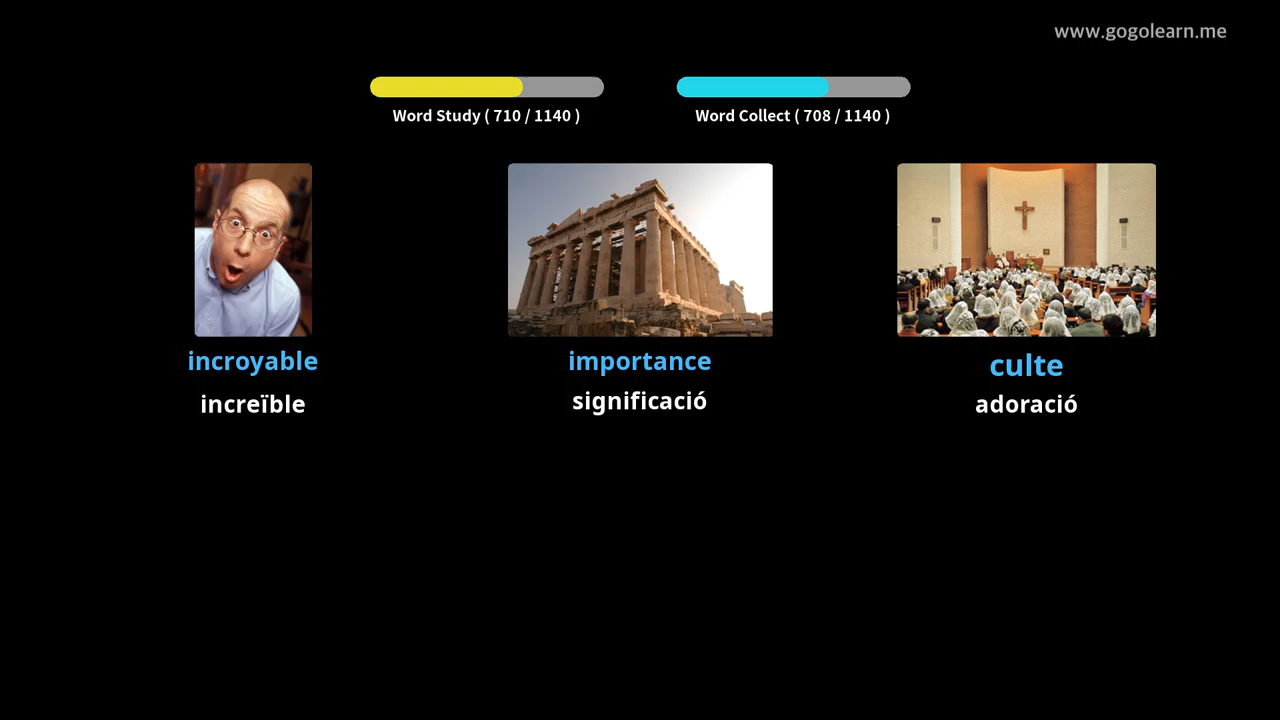 www.gogolearn.me
Word Study ( 710 / 1140 )
Word Collect ( 708 / 1140 )
incroyable
importance
culte
increïble
significació
adoració